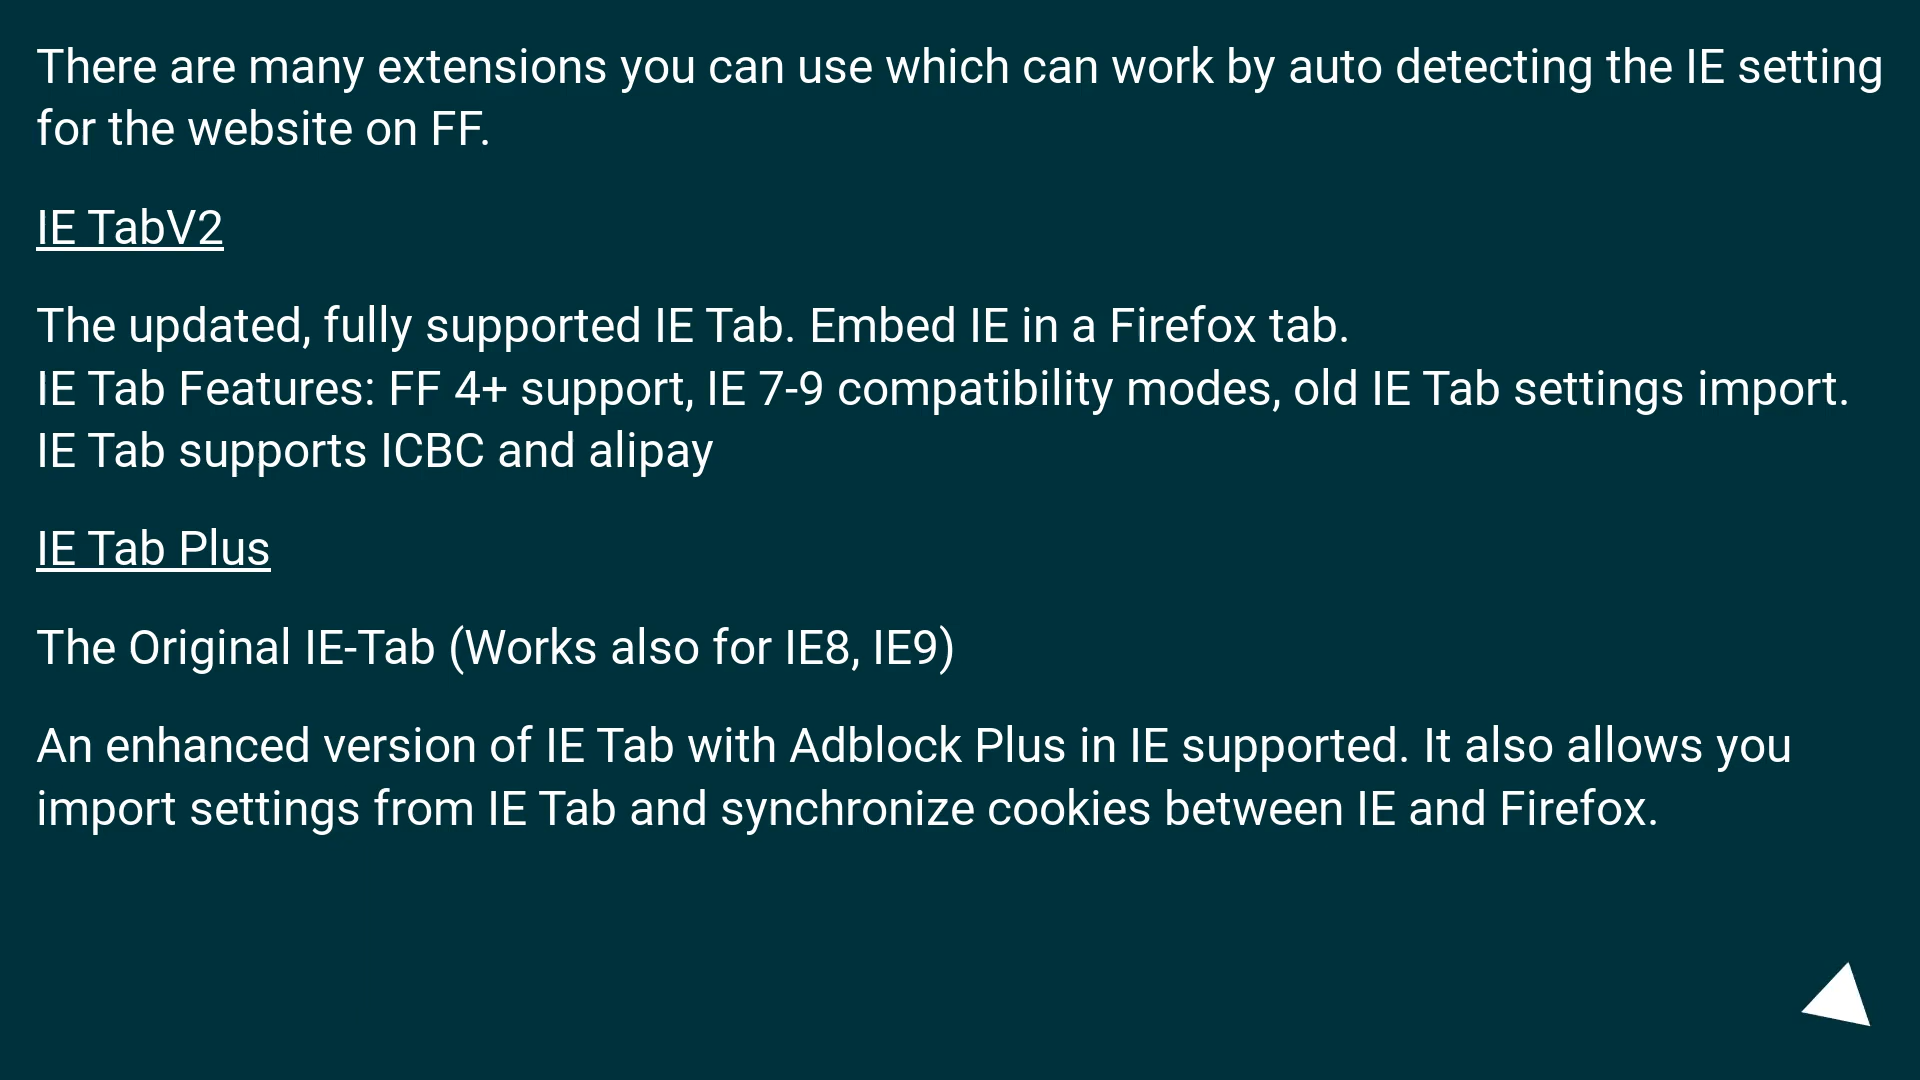 There are many extensions you can use which can work by auto detecting the IE setting
for the website on FF.
IE TabV2
The updated, fully supported IE Tab. Embed IE in a Firefox tab.
IE Tab Features: FF 4+ support, IE 7-9 compatibility modes, old IE Tab settings import.
IE Tab supports ICBC and alipay
IE Tab Plus
The Original IE-Tab (Works also for IE8, IE9)
An enhanced version of IE Tab with Adblock Plus in IE supported. It also allows you
import settings from IE Tab and synchronize cookies between IE and Firefox.